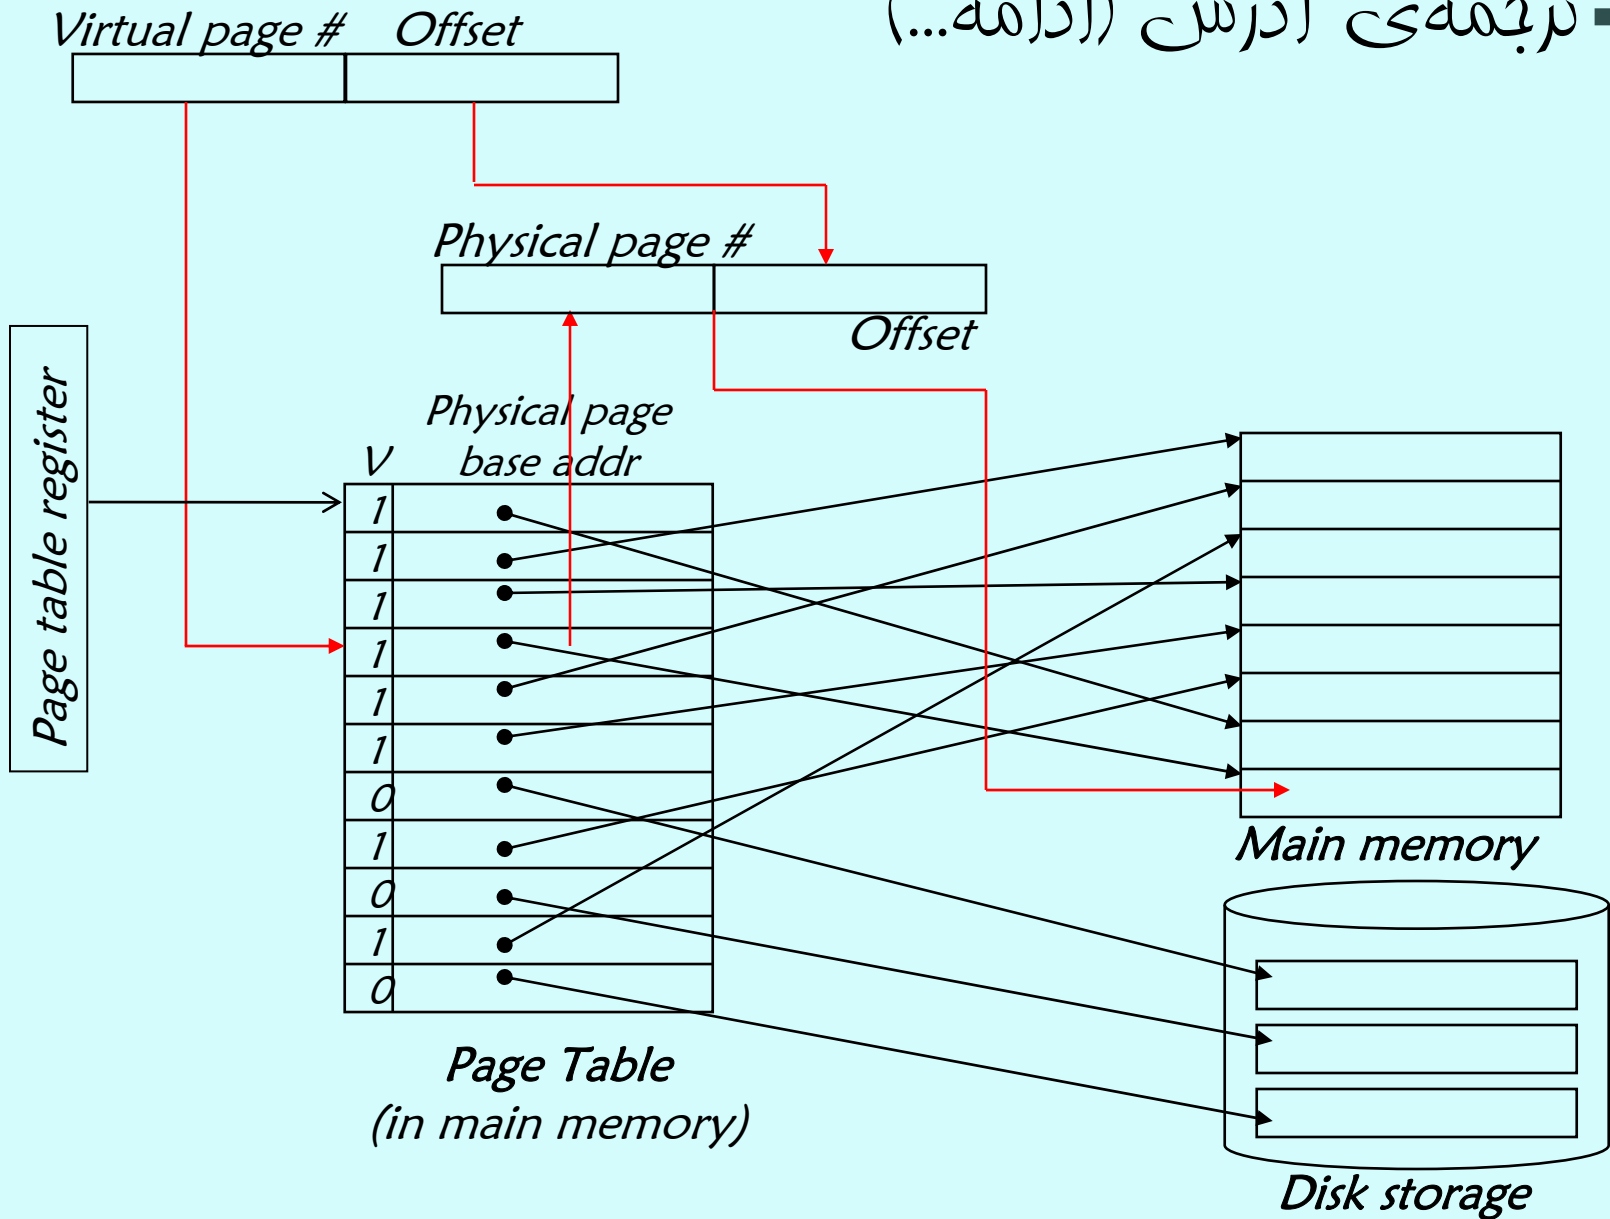 ترجمه‌ی آدرس (ادامه...)
Virtual page # Offset
Physical page #
Offset
Page table register
Physical page
V base addr
1
1
1
1
1
1
0
1
0
1
0
Page Table
(in main memory)
Main memory
Disk storage